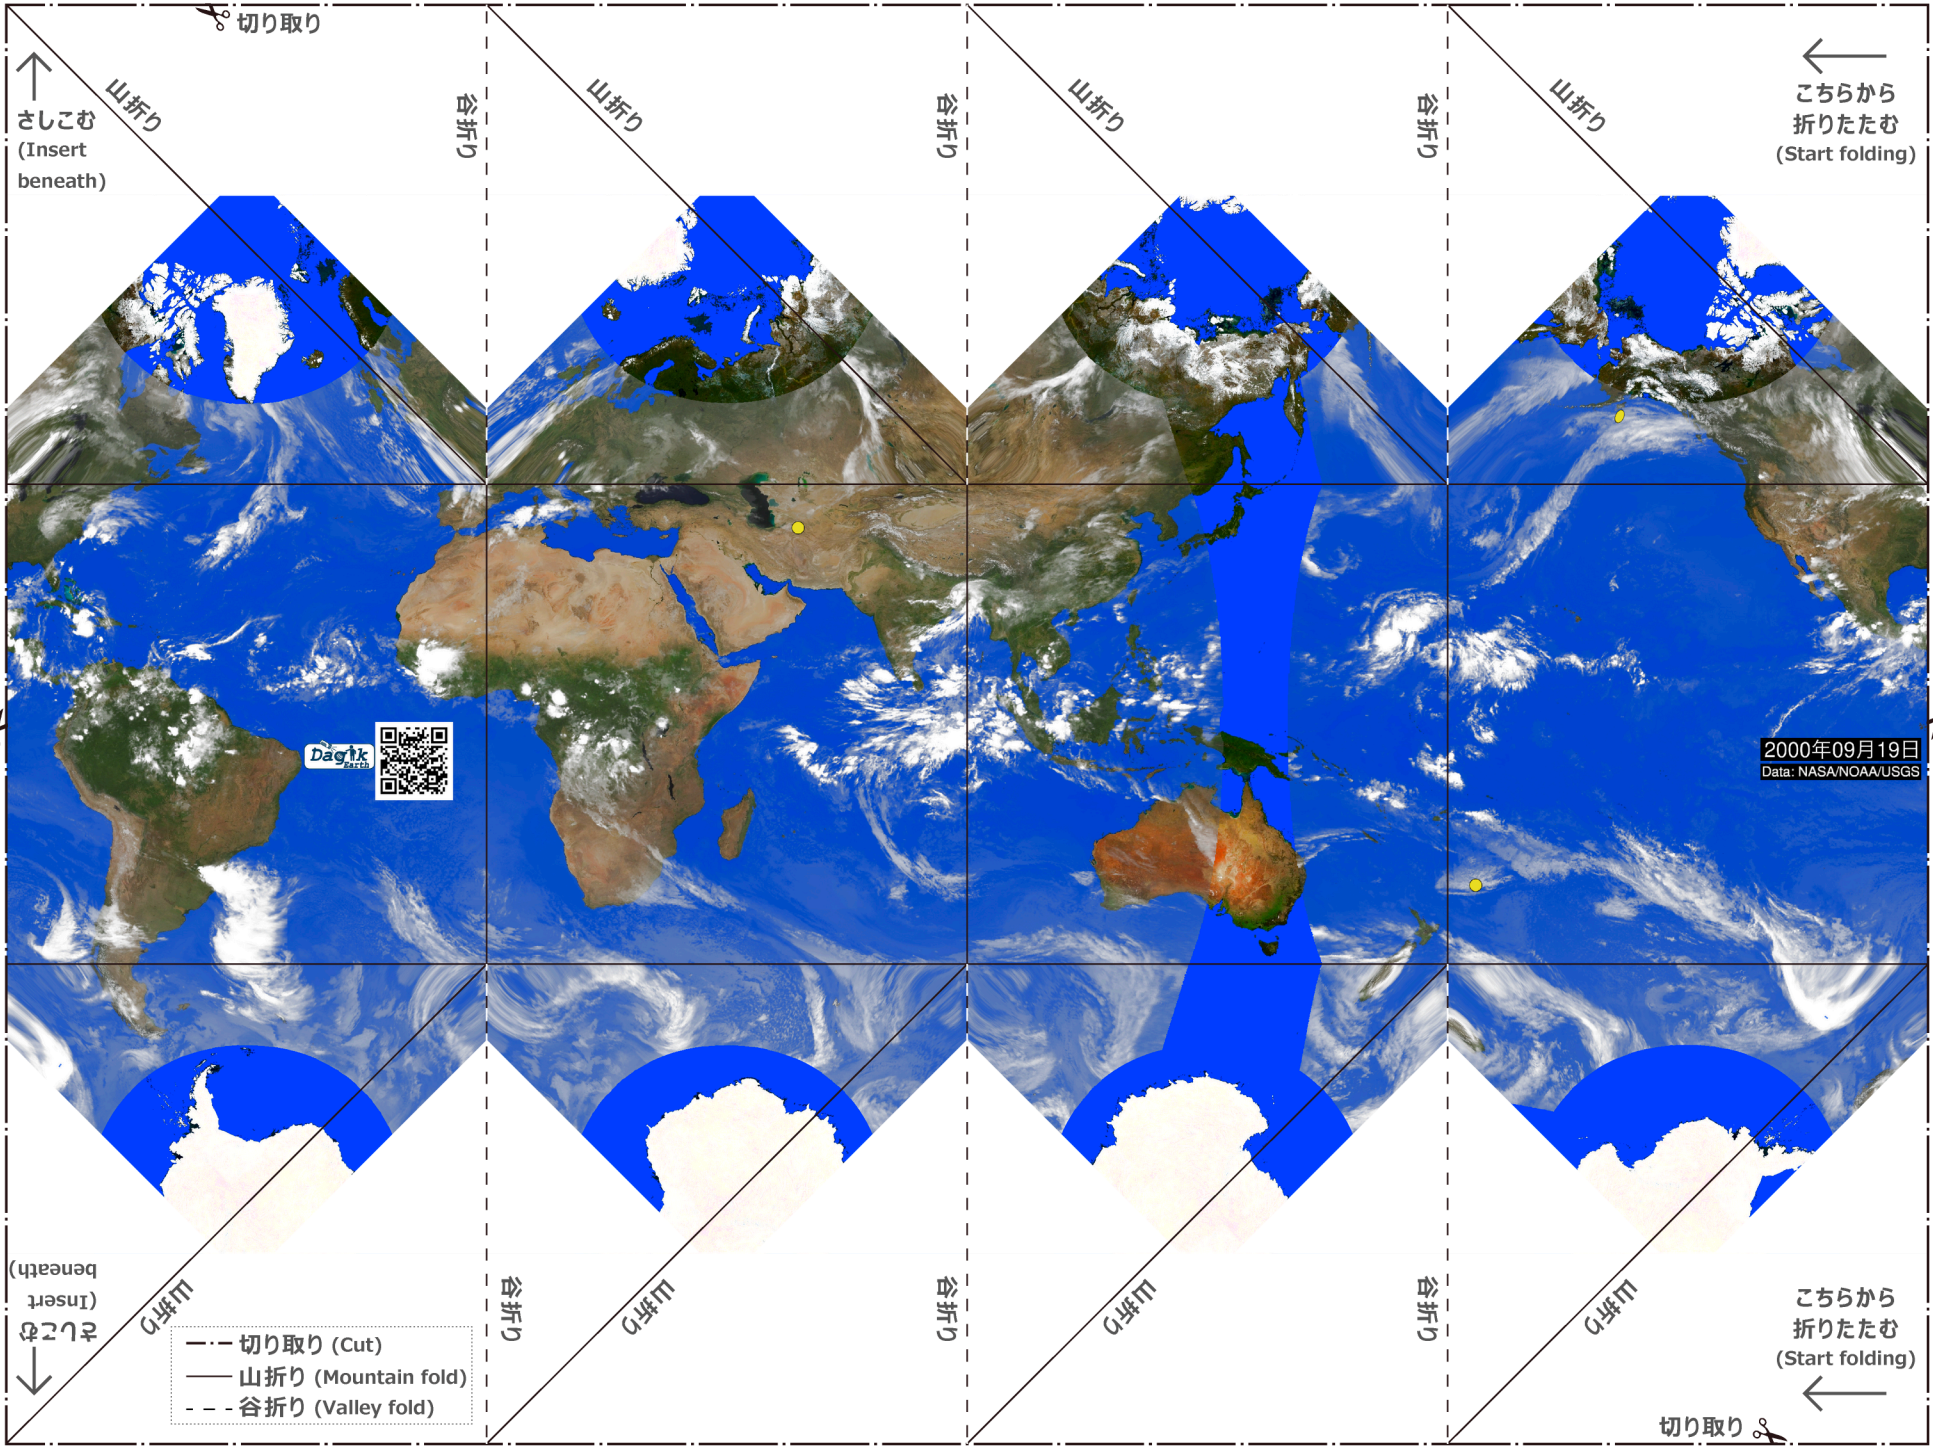 切り取り
山折り
谷折り
山折り
谷折り
山折り
谷折り
山折り
さしこむ
(Insert
beneath)
こちらから
折りたたむ
(Start folding)
Dagik
Earth
2000年09月19日
Data: NASA/NOAA/USGS
さしこむ
(Insert
beneath)
山折り
谷折り
山折り
谷折り
山折り
谷折り
山折り
こちらから
折りたたむ
(Start folding)
切り取り (Cut)
山折り (Mountain fold)
谷折り (Valley fold)
切り取り